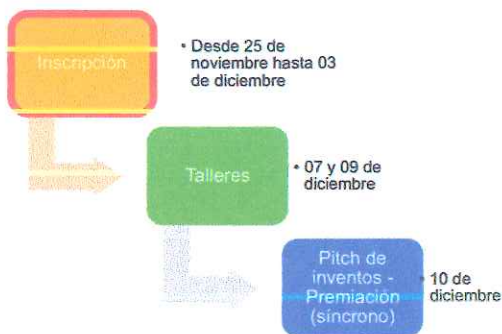 Inscripción
• Desde 25 de
noviembre hasta 03
de diciembre
Talleres
• 07 y 09 de
diciembre
Pitch de
inventos -
Premiación
(síncrono)
• 10 de
diciembre